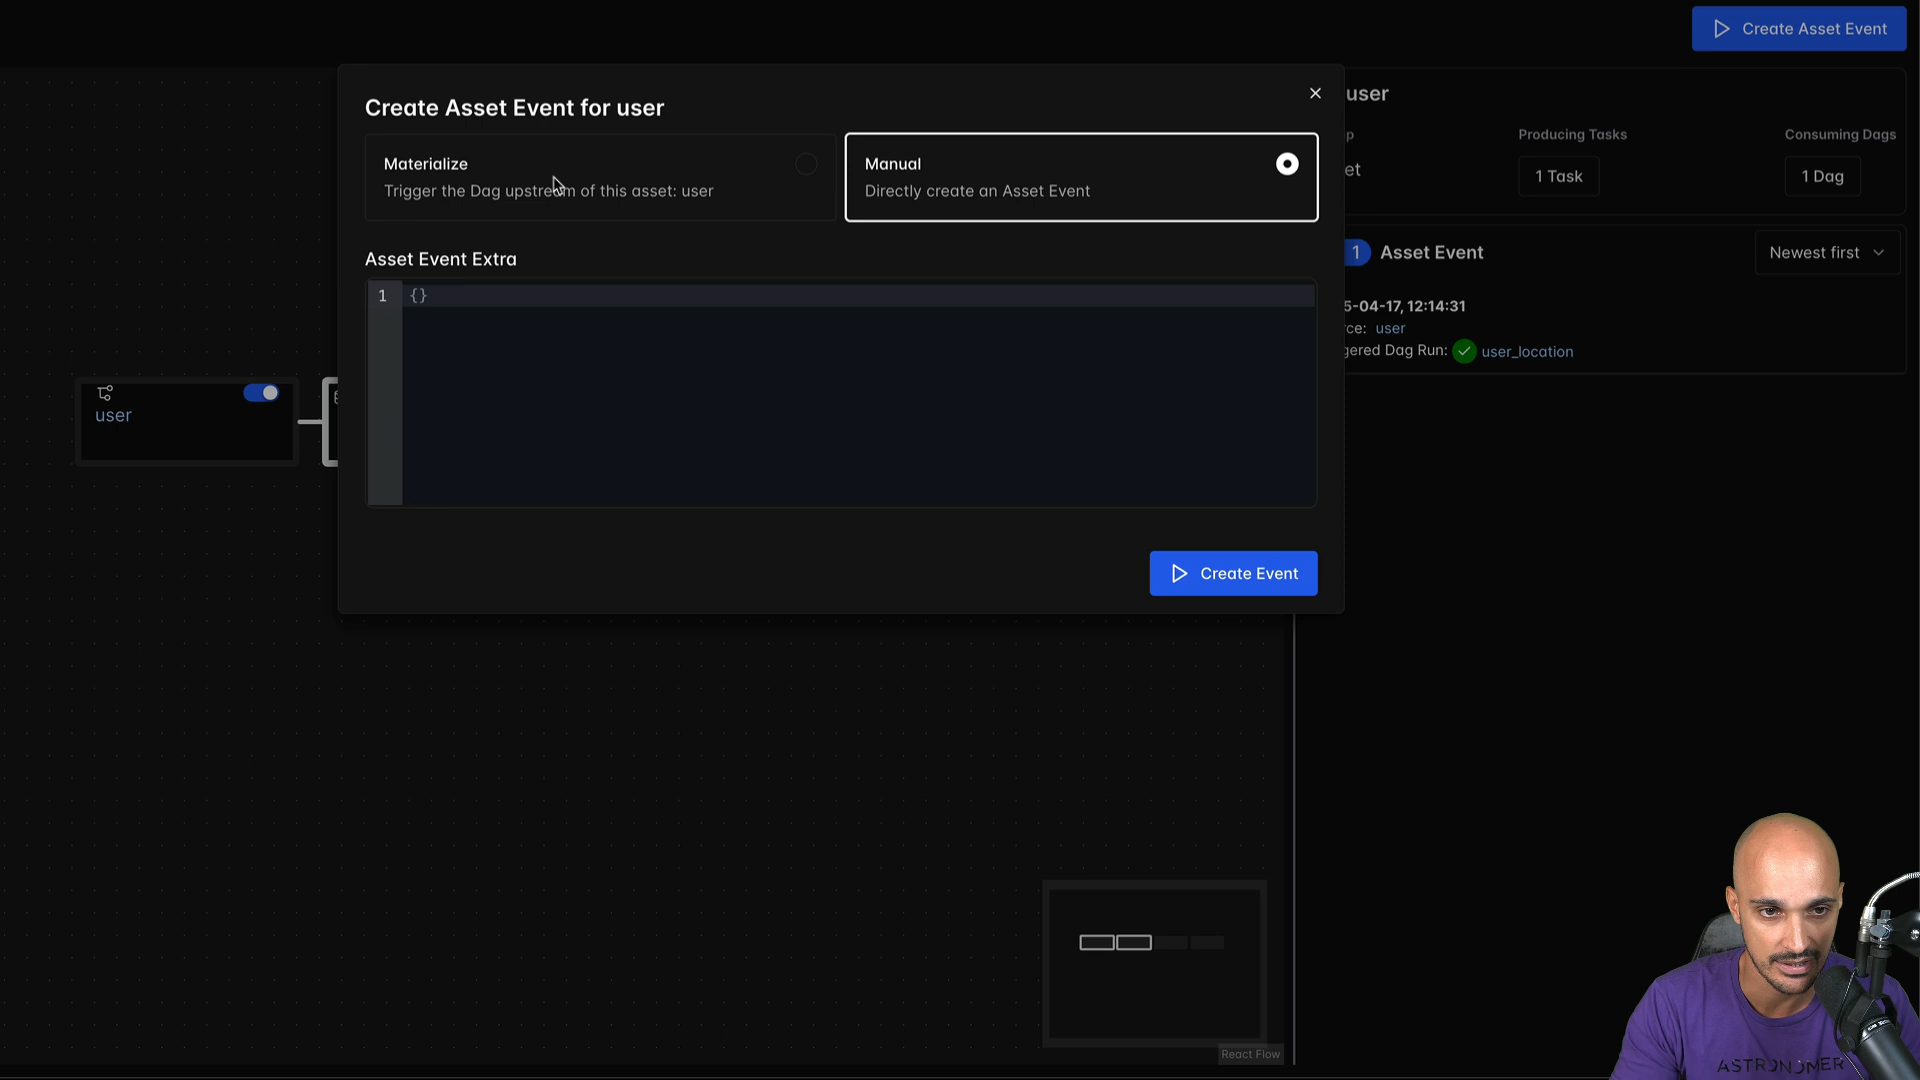 Create Asset Event
Create Asset Event for user
user
Materialize
Trigger the Dag upstream of this asset: user
Manual
Directly create an Asset Event
p
Producing Tasks
Consuming Dags
et
1 Task
1 Dag
Asset Event Extra
1 {}
1 Asset Event
Newest first
5-04-17, 12:14:31
rce: user
gered Dag Run: user_location
user
Create Event
React Flow
ASTRONOMER